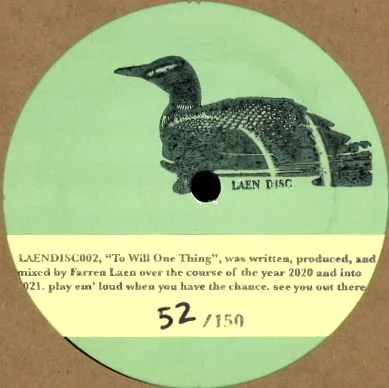 LAEN DISC
LAENDISC002, “To Will One Thing”, was written, produced, and
mixed by Farren Laen over the course of the year 2020 and into
021. play em' loud when you have the chance. see you out there
52 /150